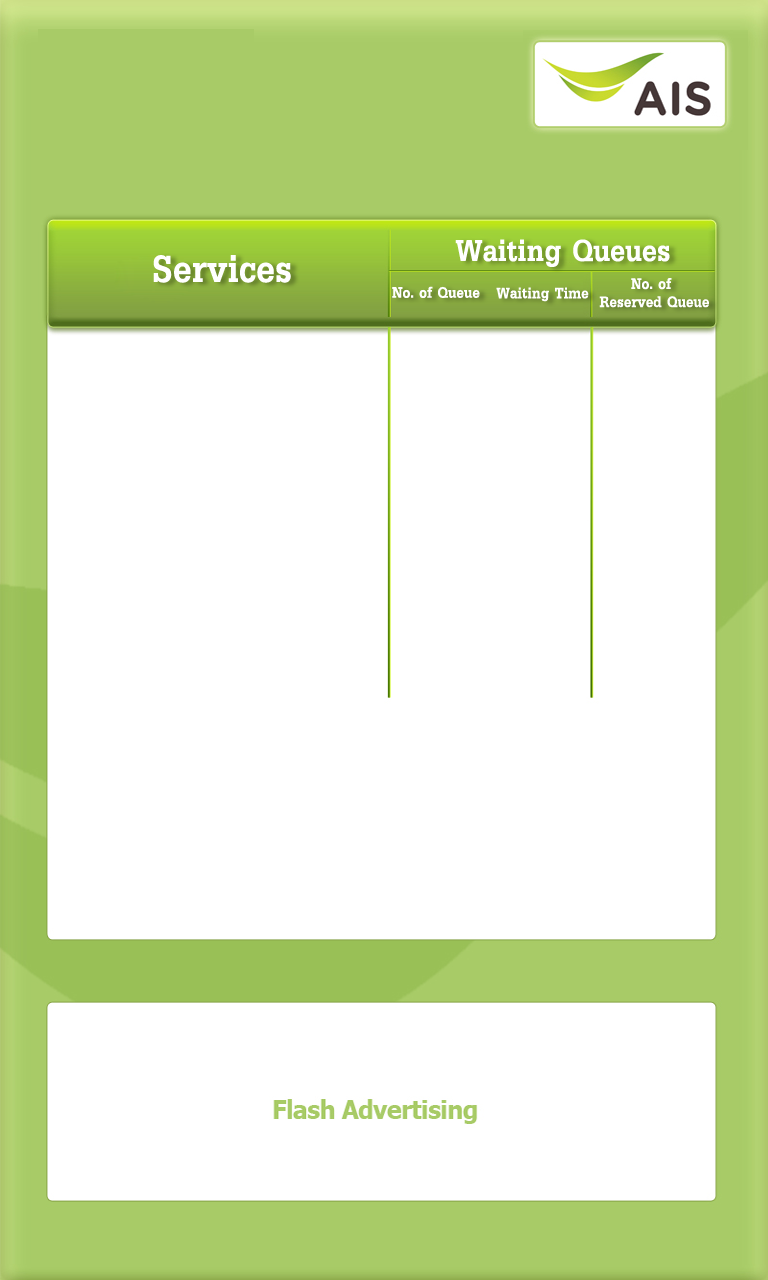 AIS
Services
Waiting Queues
No. of Queue
Waiting Time
No. of
Reserved Queue
Flash Advertising